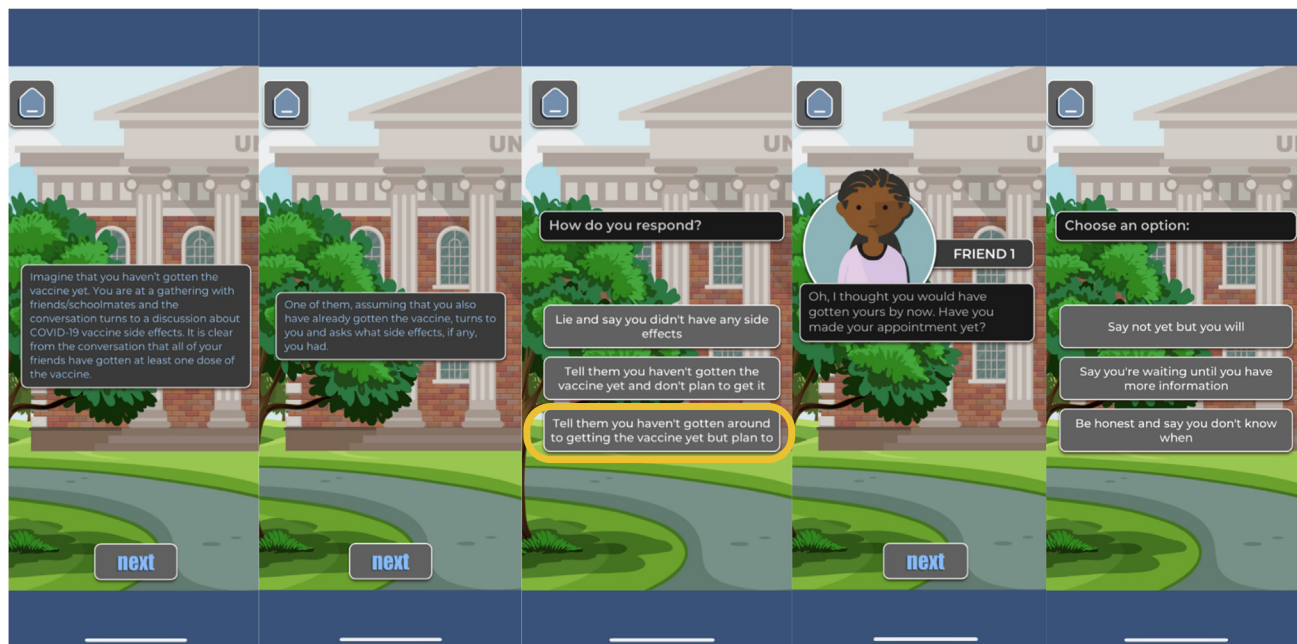 UN
Imagine that you haven't gotten the
vaccine yet. You are at a gathering with
friends/schoolmates and the
conversation turns to a discussion about
COVID-19 vaccine side effects. It is clear
from the conversation that all of your
friends have gotten at least one dose of
the vaccine.
next
UN
One of them, assuming that you also
have already gotten the vaccine, turns to
you and asks what side effects, if any,
you had.
next
UN
How do you respond?
Lie and say you didn't have any side
effects
Tell them you haven't gotten the
vaccine yet and don't plan to get it
Tell them you haven't gotten around
to getting the vaccine yet but plan to
UN
FRIEND 1
Oh, I thought you would have
gotten yours by now. Have you
made your appointment yet?
next
UN
Choose an option:
Say not yet but you will
Say you're waiting until you have
more information
Be honest and say you don't know
when